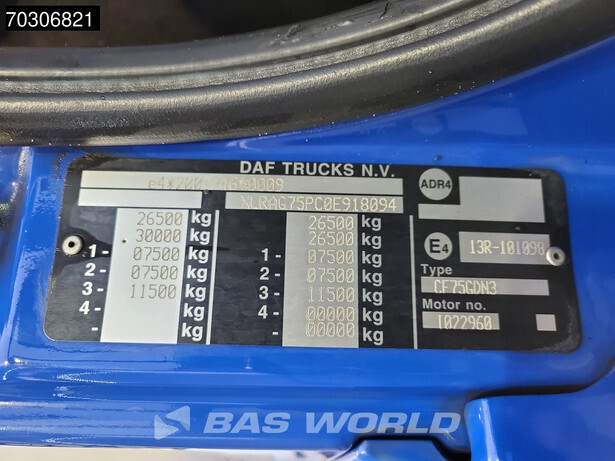 70306821
DAF TRUCKS N.V.
XLRAG75PC0E918094
26500 kg 26500 kg
30000 kg 26500 kg
1- 07500 kg 1- 07500 kg
2- 07500 kg 2- 07500 kg
3- 11500 kg 3- 11500 kg
4- kg 4- 00000 kg
- kg - 00000 kg
ADR4
E4 13R-101098
Type
CF75GDN3
Motor no.
1022960
BAS WORLD